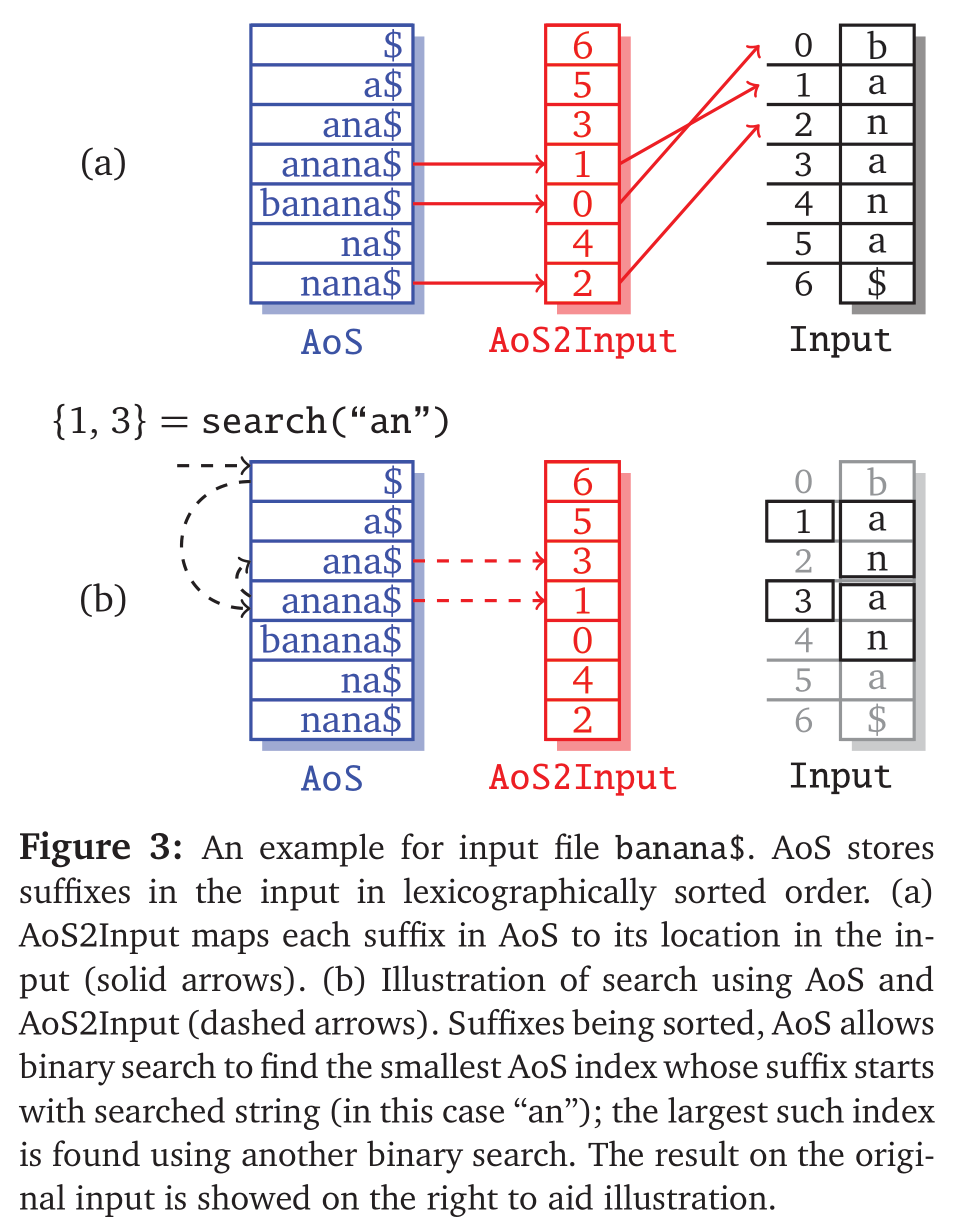 $ 6 0 b
a$ 5 1 a
ana$ 3 2 n
(a) anana$ 1 3 a
banana$ 0 4 n
na$ 4 5 a
nana$ 2 6 $
AoS AoS2Input Input
{1, 3} = search(“an”)
$ 6 0 b
a$ 5 1 a
ana$ 3 2 n
(b) anana$ 1 3 a
banana$ 0 4 n
na$ 4 5 a
nana$ 2 6 $
AoS AoS2Input Input
Figure 3: An example for input file banana$. AoS stores
suffixes in the input in lexicographically sorted order. (a)
AoS2Input maps each suffix in AoS to its location in the in-
put (solid arrows). (b) Illustration of search using AoS and
AoS2Input (dashed arrows). Suffixes being sorted, AoS allows
binary search to find the smallest AoS index whose suffix starts
with searched string (in this case “an”); the largest such index
is found using another binary search. The result on the origi-
nal input is showed on the right to aid illustration.